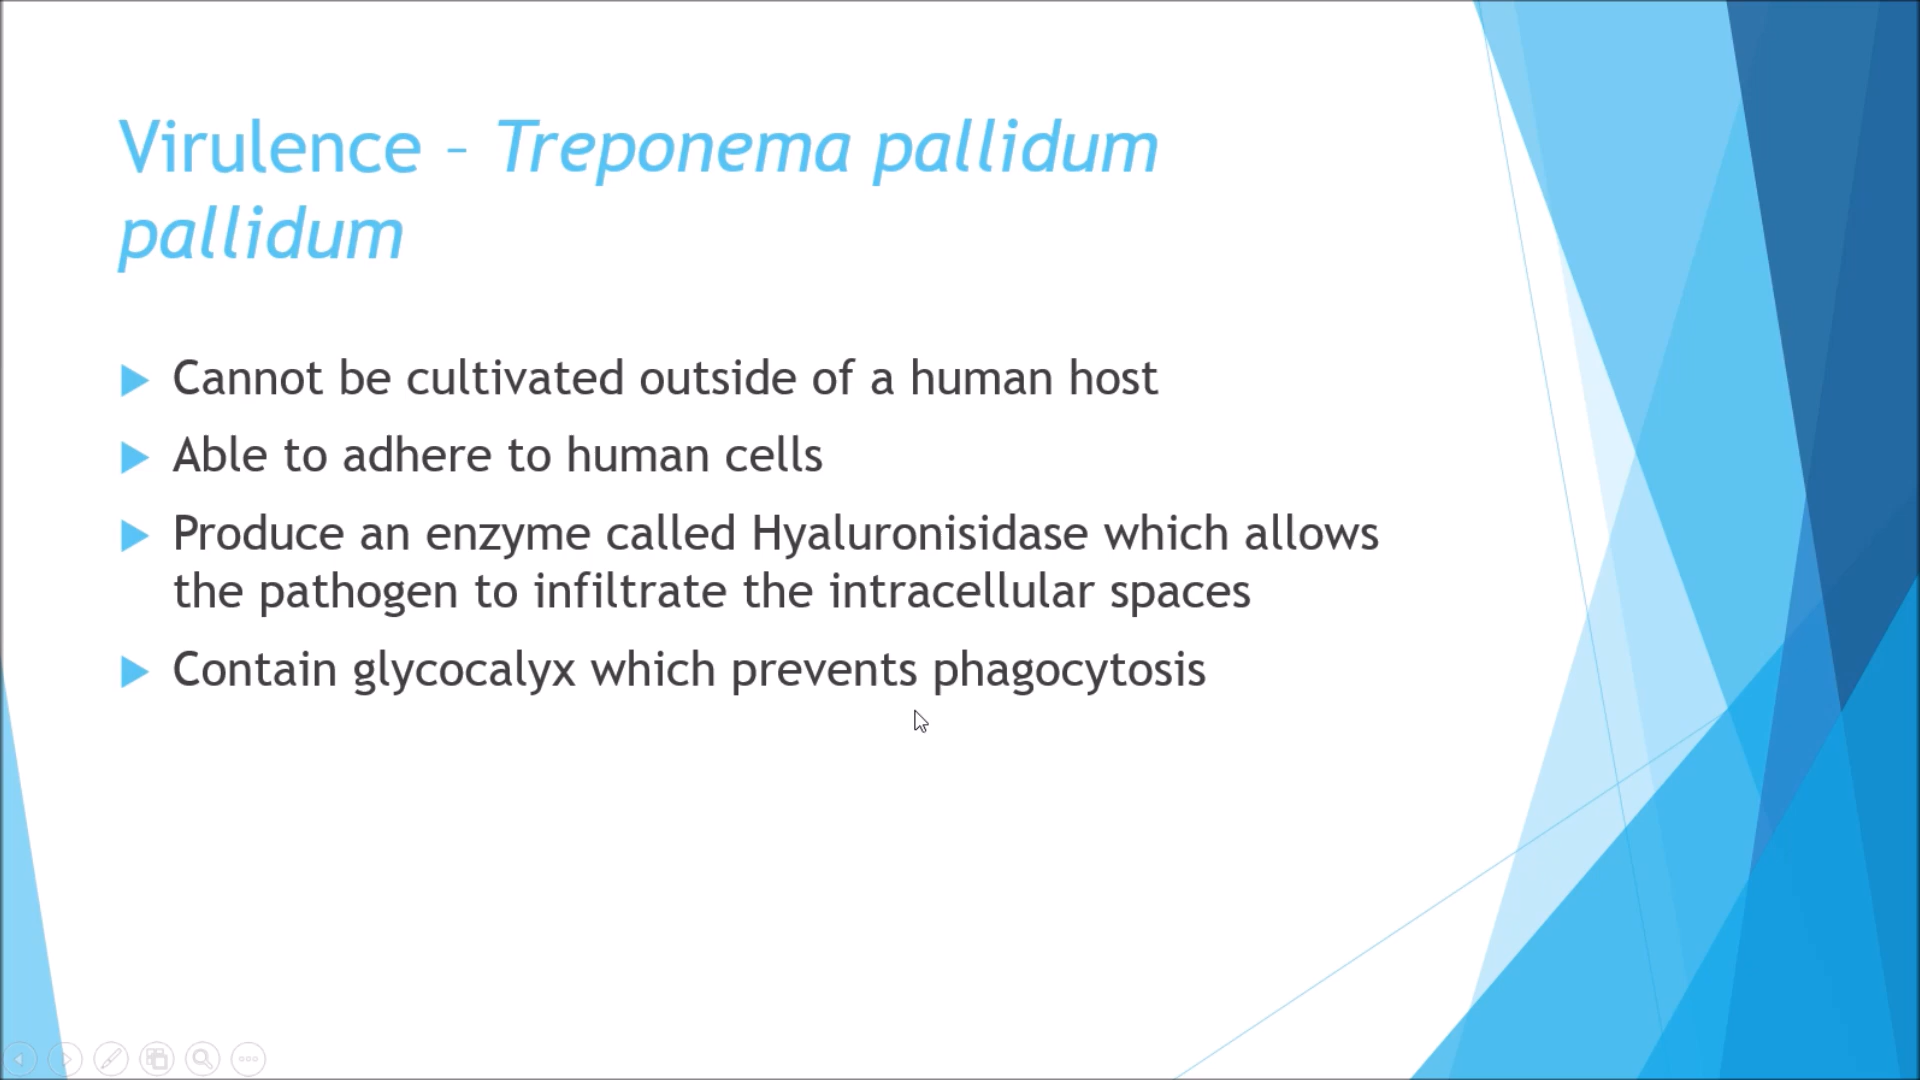 Virulence – Treponema pallidum
pallidum
Cannot be cultivated outside of a human host
Able to adhere to human cells
Produce an enzyme called Hyaluronisidase which allows
the pathogen to infiltrate the intracellular spaces
Contain glycocalyx which prevents phagocytosis